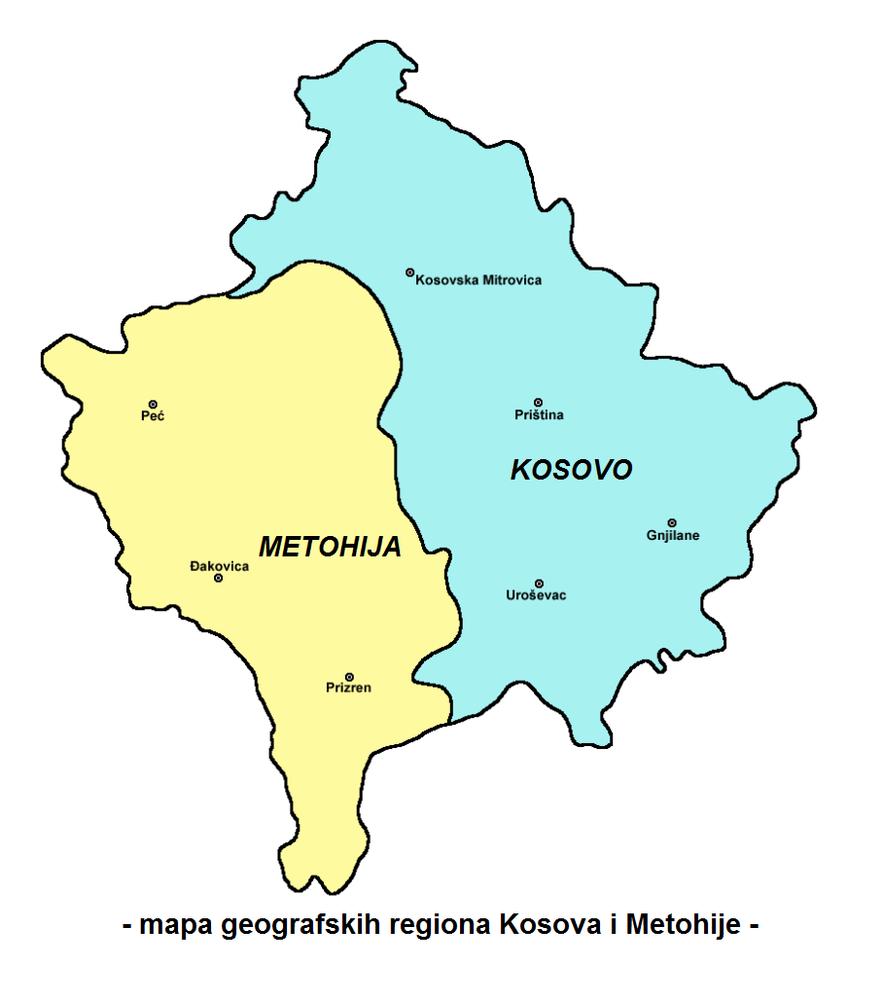 Kosovska Mitrovica
Peć
Priština
KOSOVO
Gnjilane
METOHIJA
Đakovica
Uroševac
Prizren
- mapa geografskih regiona Kosova i Metohije -